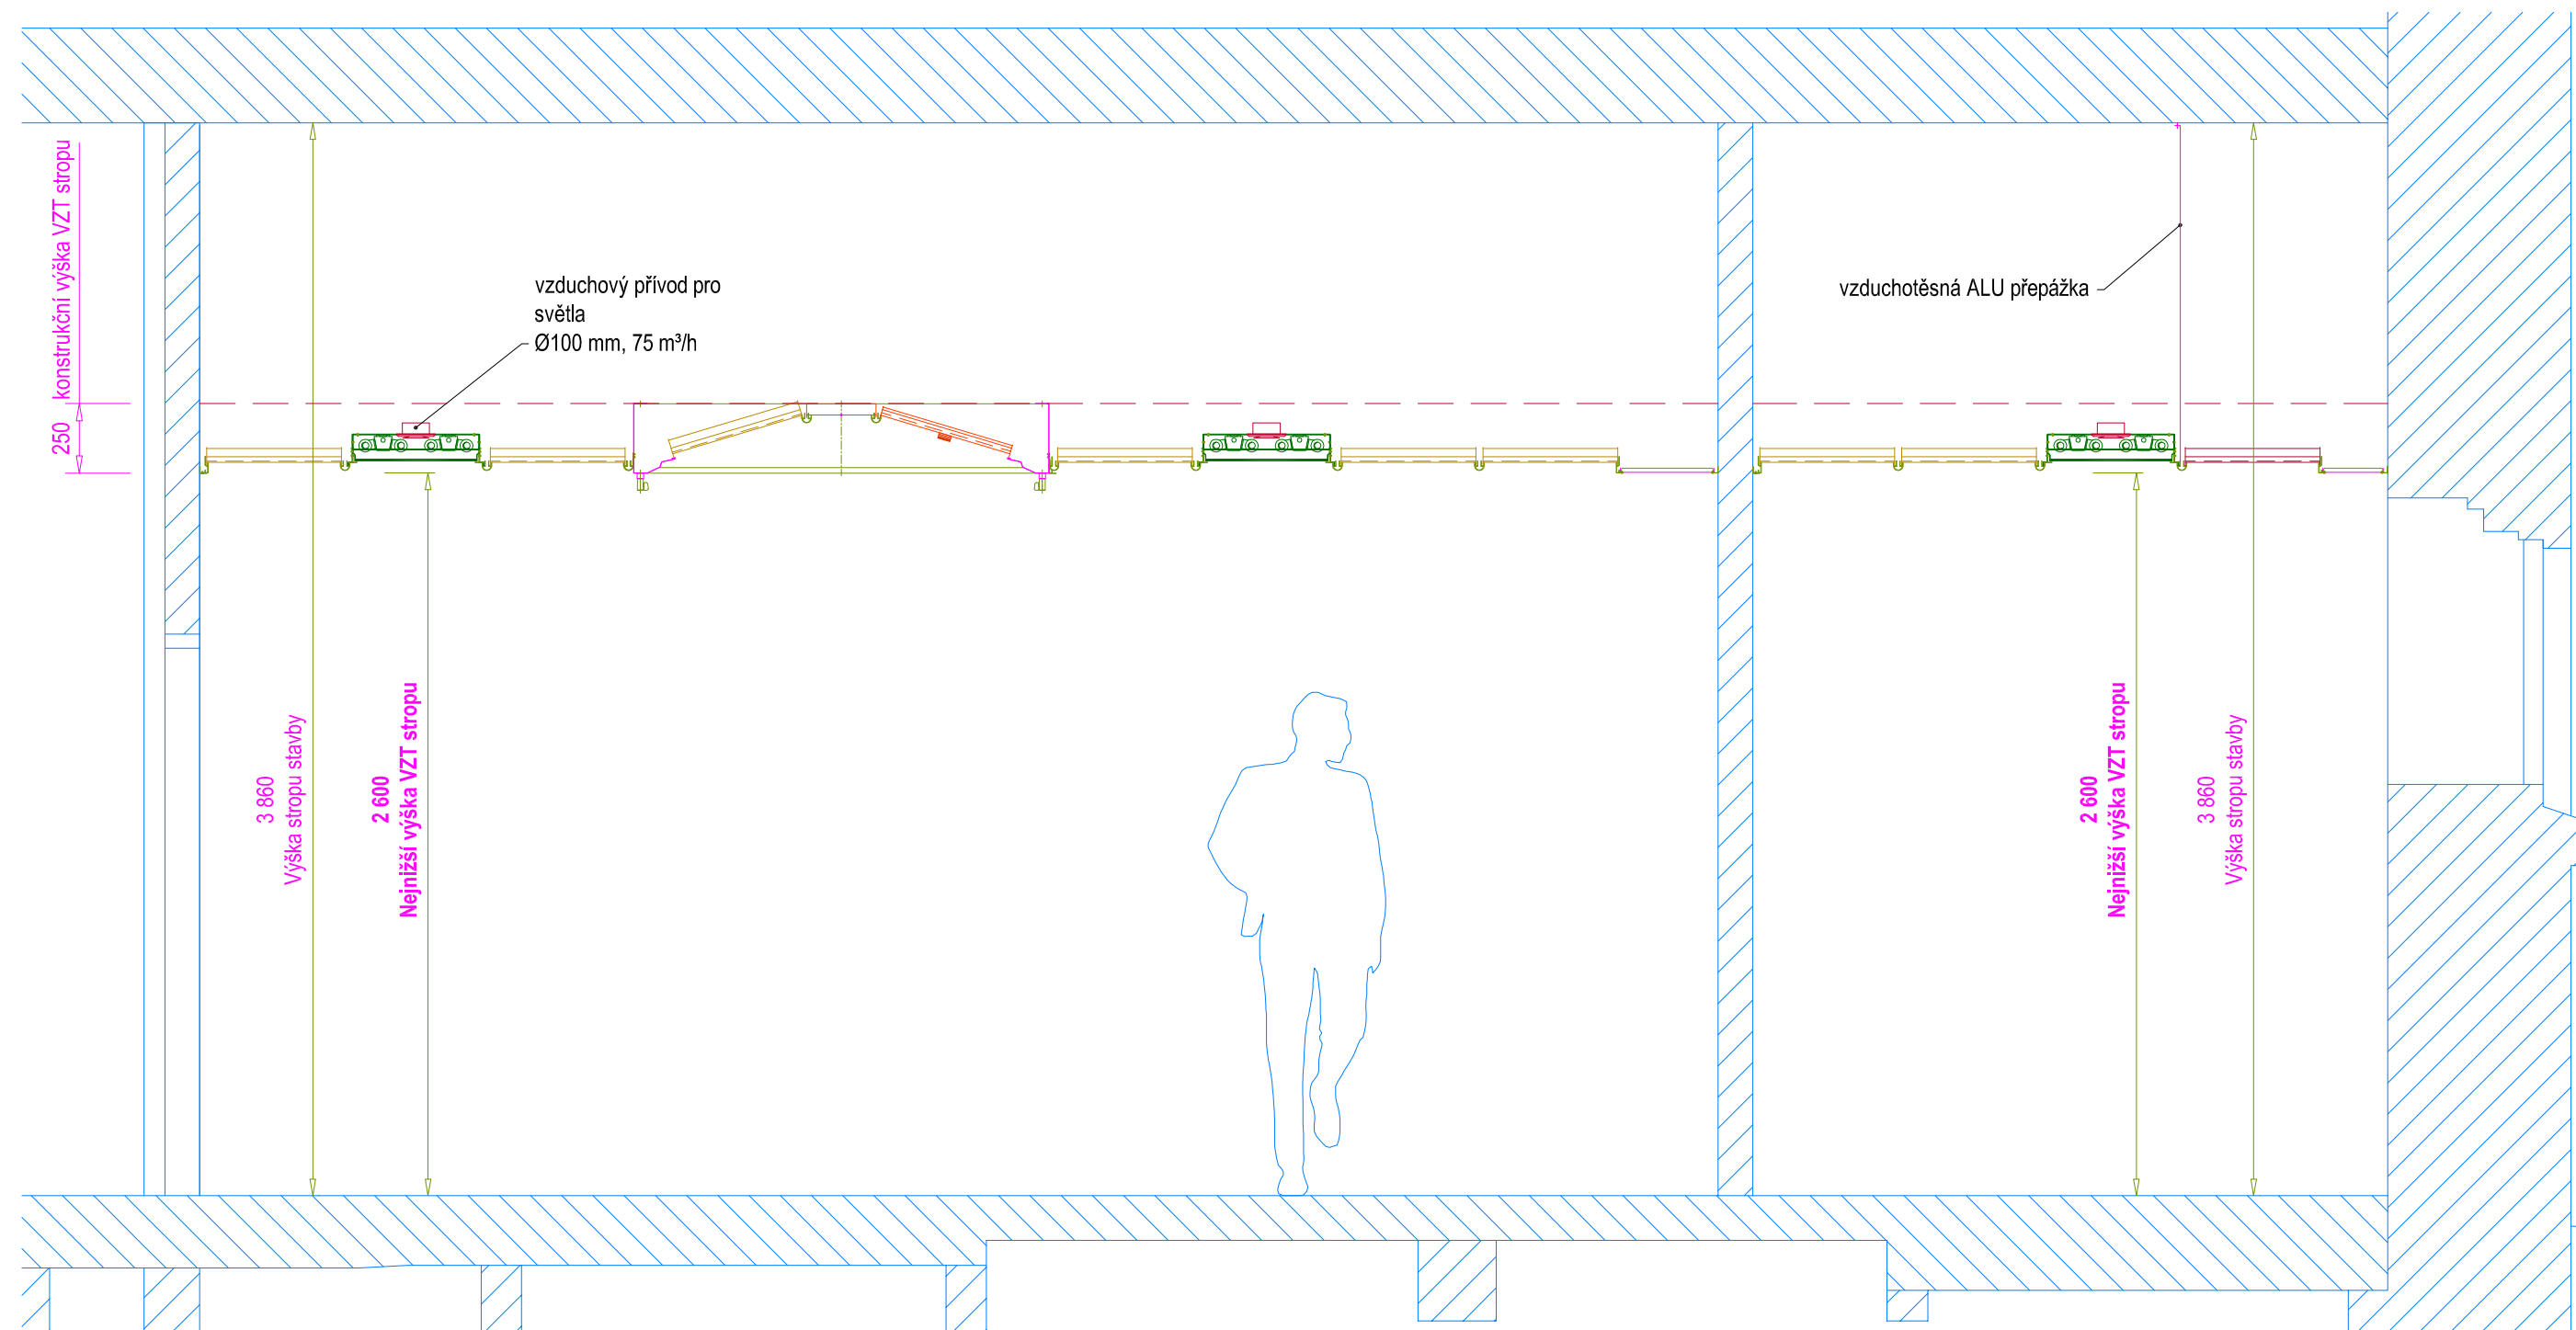 250 konstrukční výška VZT stropu
vzduchový přívod pro
světla
Ø100 mm, 75 m³/h
vzduchotěsná ALU přepážka
3 860
Výška stropu stavby
2 600
Nejnižší výška VZT stropu
2 600
Nejnižší výška VZT stropu
3 860
Výška stropu stavby